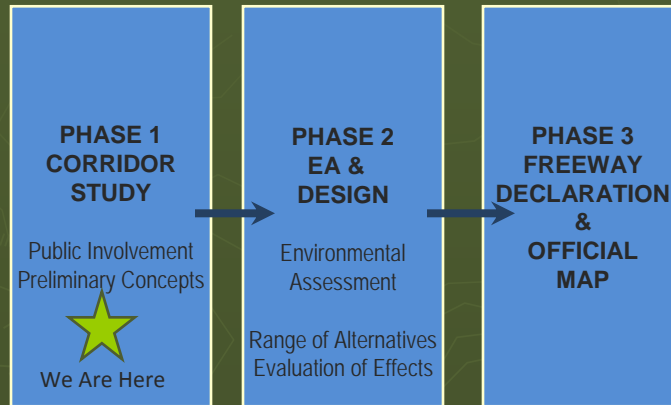 PHASE 1
CORRIDOR
STUDY
Public Involvement
Preliminary Concepts
We Are Here
PHASE 2
EA &
DESIGN
Environmental
Assessment
Range of Alternatives
Evaluation of Effects
PHASE 3
FREEWAY
DECLARATION
&
OFFICIAL
MAP